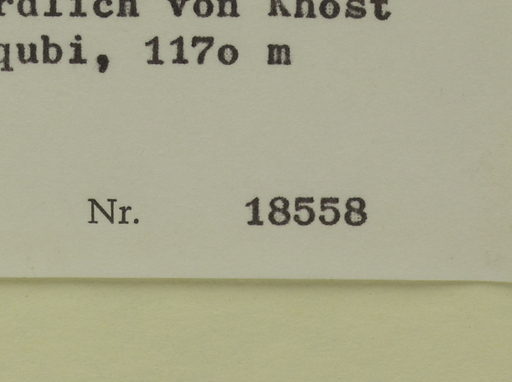 rdlich von Khost
qubi, 117o m
Nr. 18558